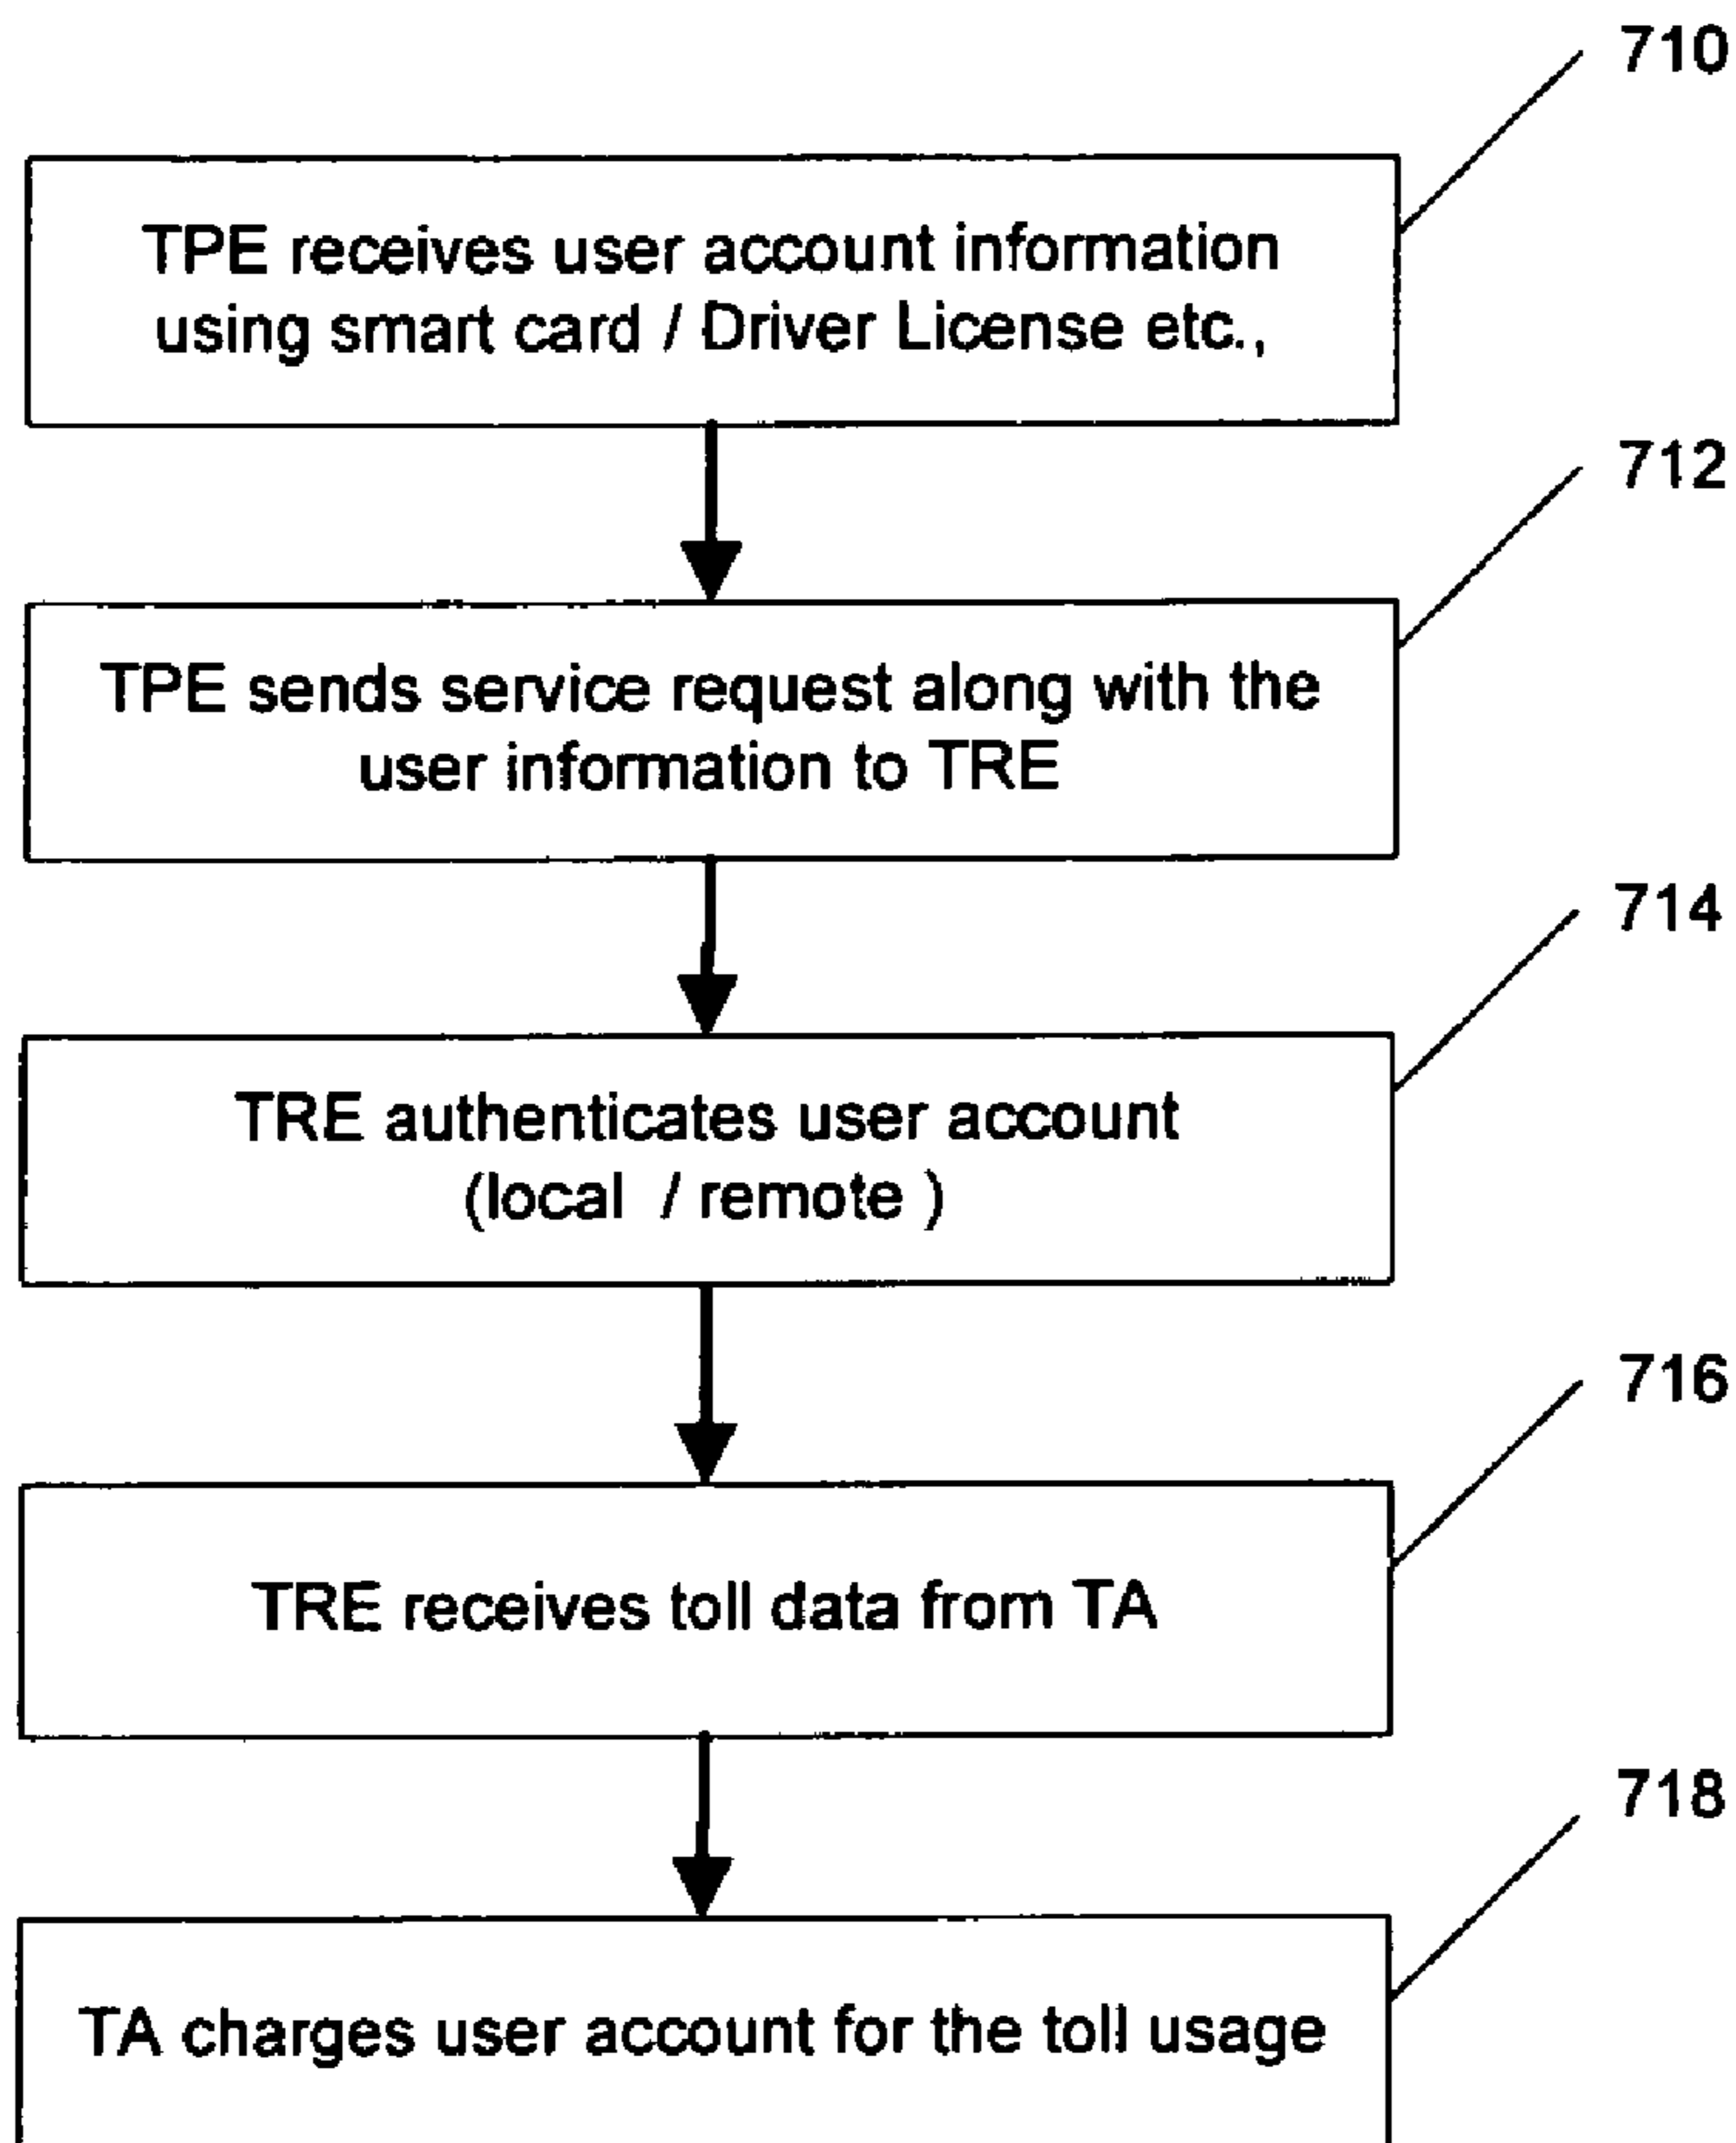 710
TPE receives user account information
using smart card / Driver License etc.,
712
TPE sends service request along with the
user information to TRE
714
TRE authenticates user account
(local / remote )
716
TRE receives toll data from TA
718
TA charges user account for the toll usage